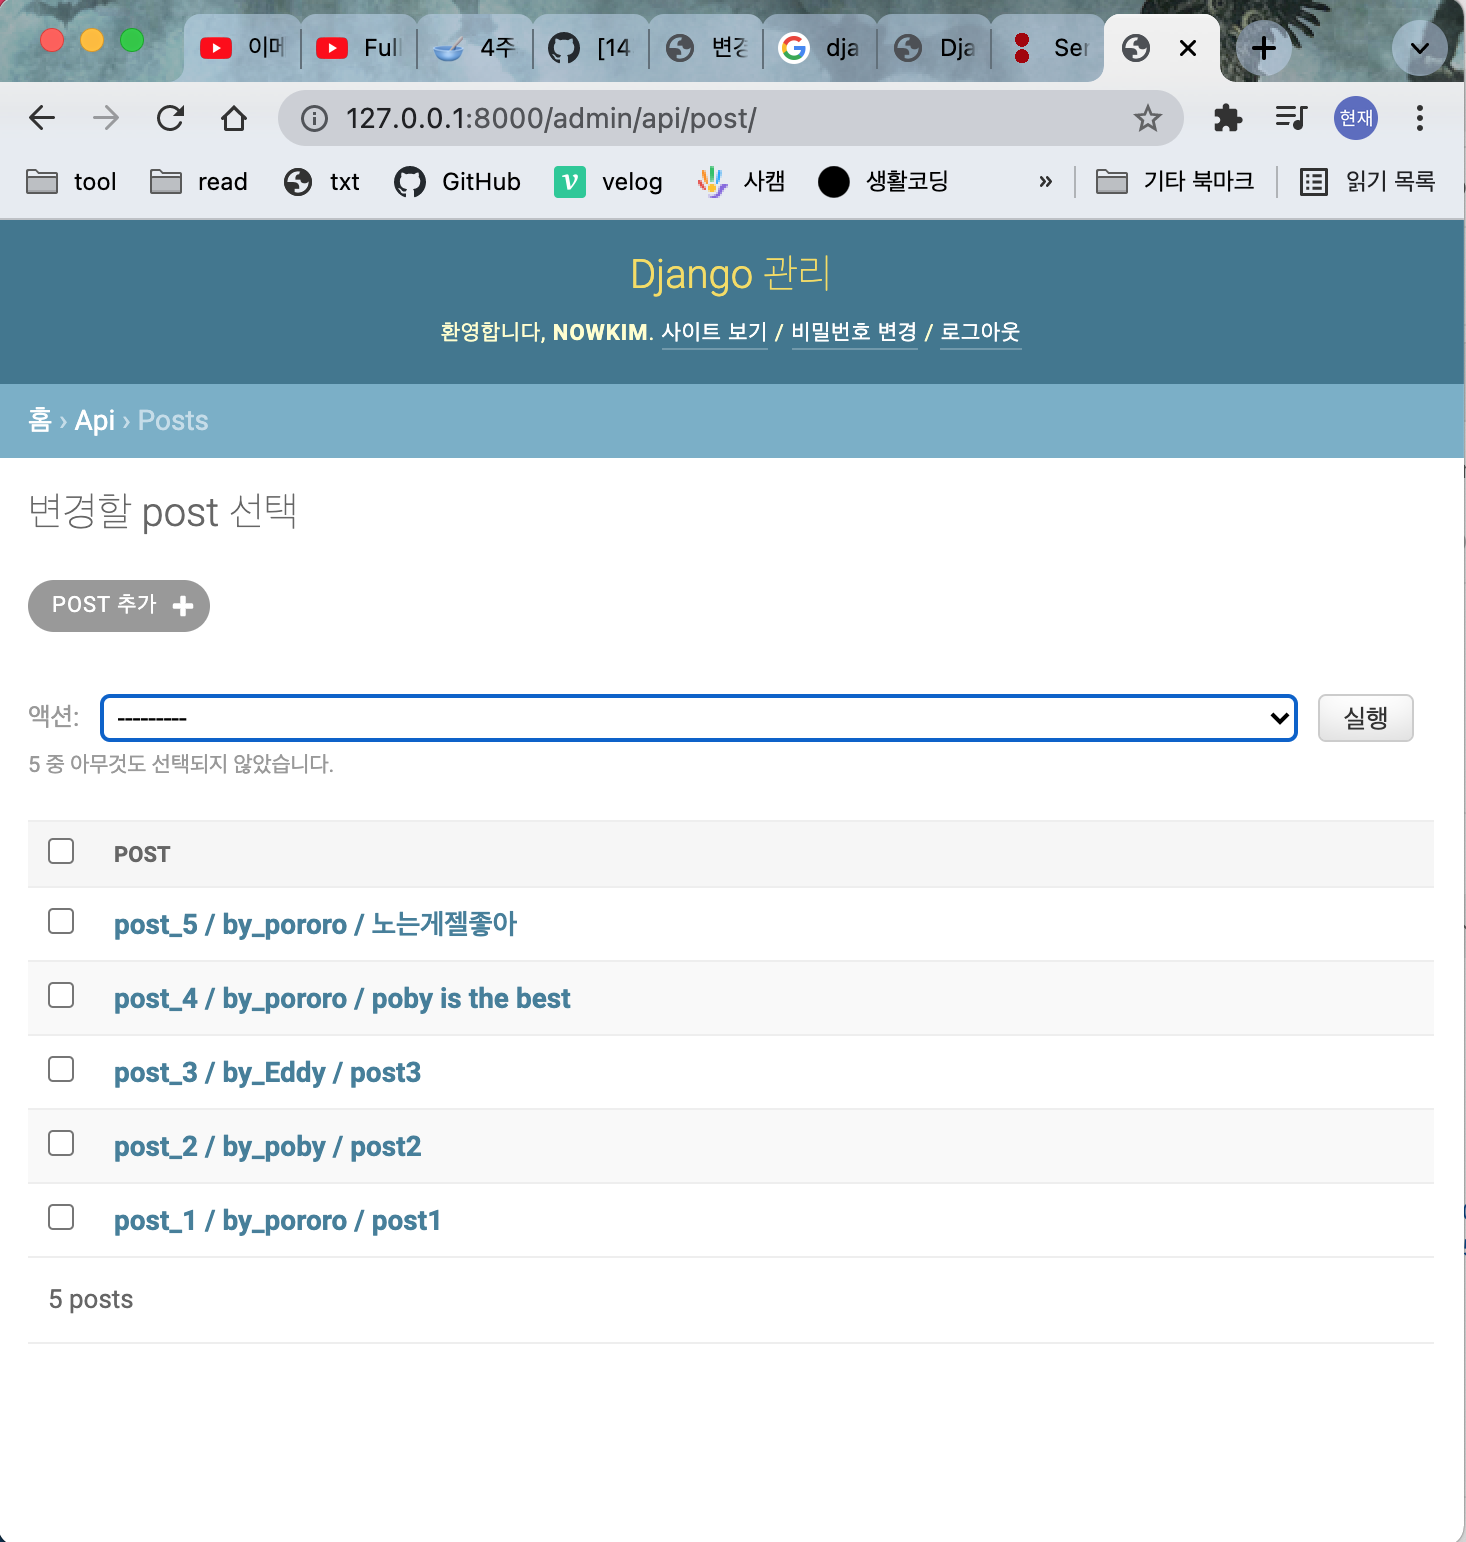 이머 Full 4주 [14 변경 dja Dja Ser
127.0.0.1:8000/admin/api/post/ 현재
tool read txt GitHub velog 사캠 생활코딩 » 기타 북마크 읽기 목록
Django 관리
환영합니다, NOWKIM. 사이트 보기 / 비밀번호 변경 / 로그아웃
홈 › Api › Posts
변경할 post 선택
POST 추가
액션: --------- 실행
5 중 아무것도 선택되지 않았습니다.
POST
post_5 / by_pororo / 노는게젤좋아
post_4 / by_pororo / poby is the best
post_3 / by_Eddy / post3
post_2 / by_poby / post2
post_1 / by_pororo / post1
5 posts